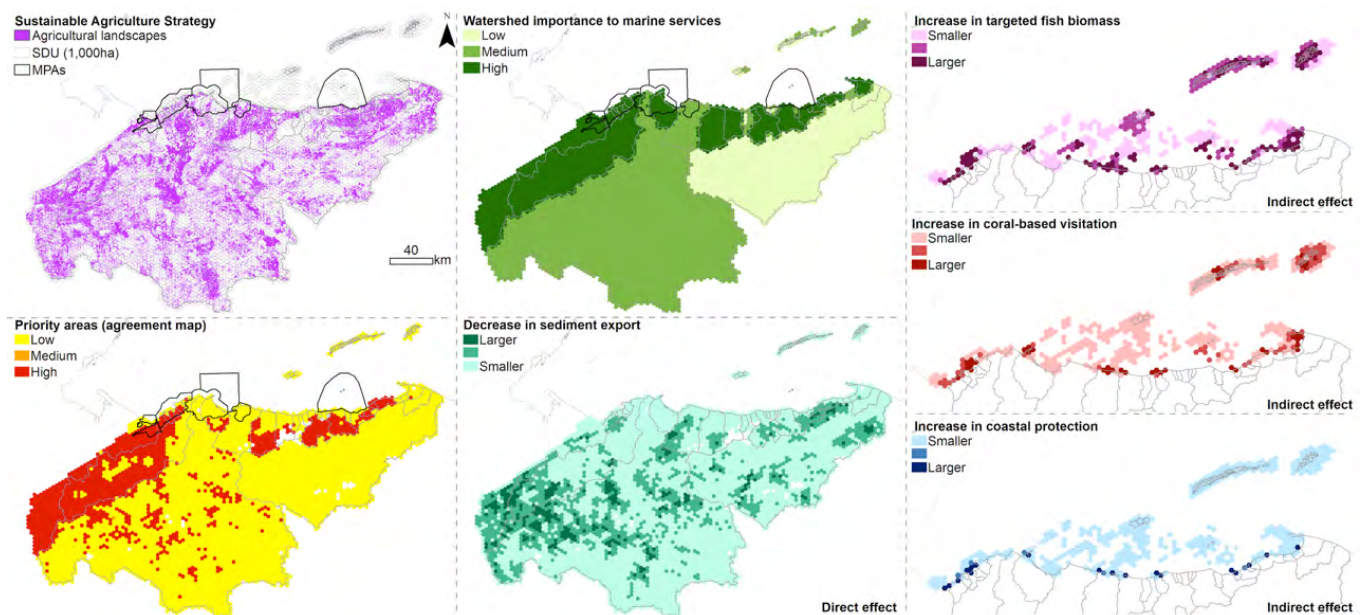 Sustainable Agriculture Strategy
Agricultural landscapes
SDU (1,000ha)
MPAs
N
40
km
Watershed importance to marine services
Low
Medium
High
Increase in targeted fish biomass
Smaller
Larger
Indirect effect
Increase in coral-based visitation
Smaller
Larger
Indirect effect
Priority areas (agreement map)
Low
Medium
High
Decrease in sediment export
Larger
Smaller
Direct effect
Increase in coastal protection
Smaller
Larger
Indirect effect